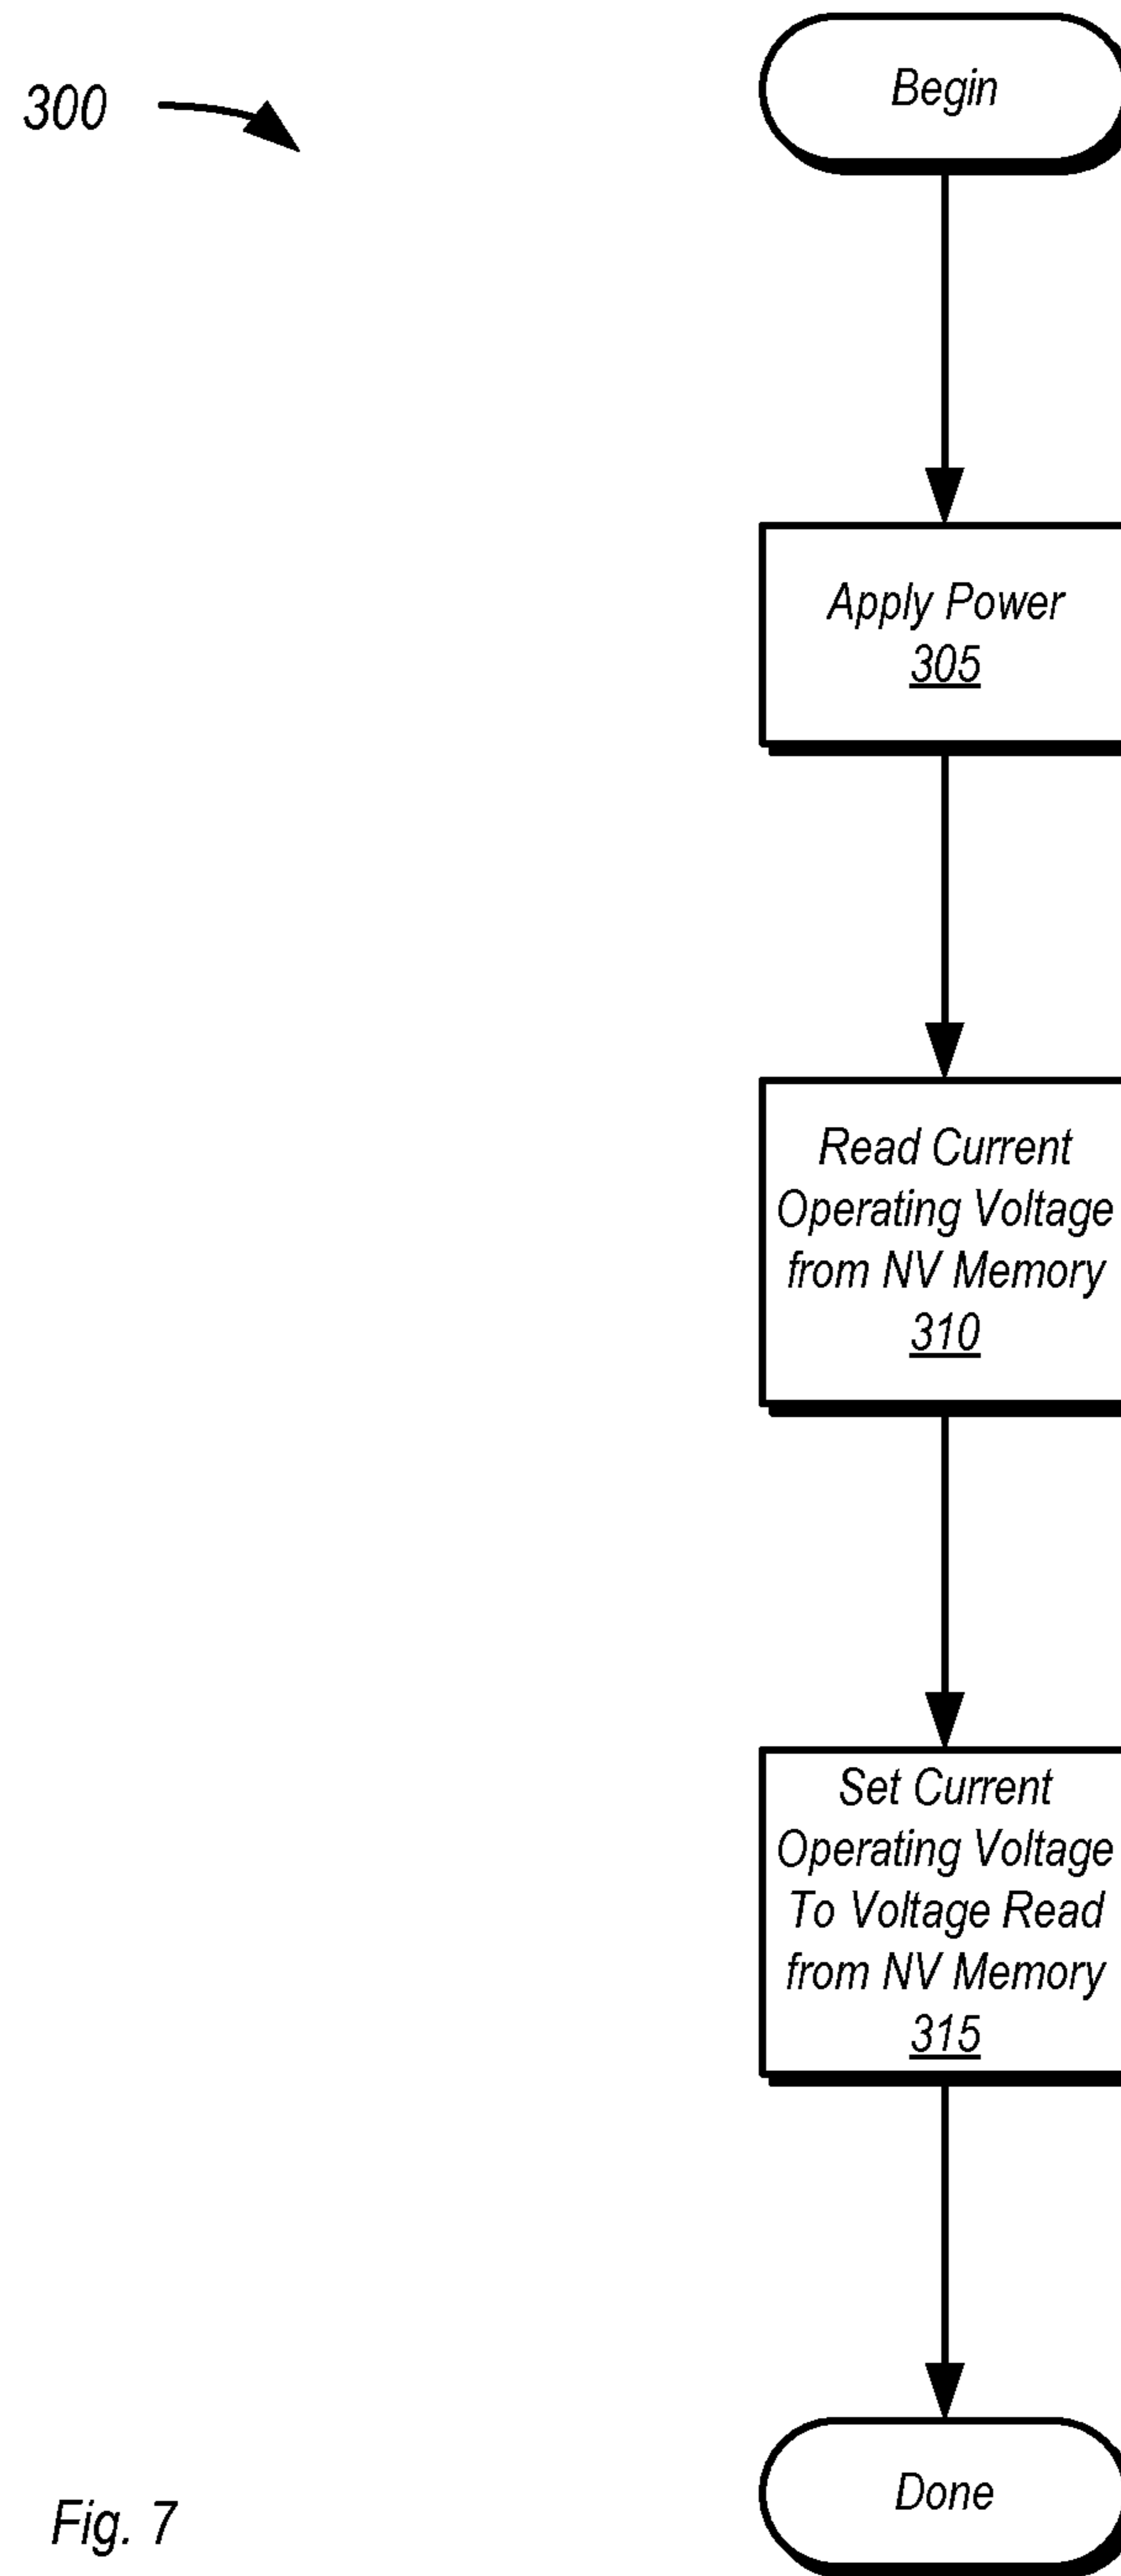 300
Begin
Apply Power
305
Read Current
Operating Voltage
from NV Memory
310
Set Current
Operating Voltage
To Voltage Read
from NV Memory
315
Done
Fig. 7